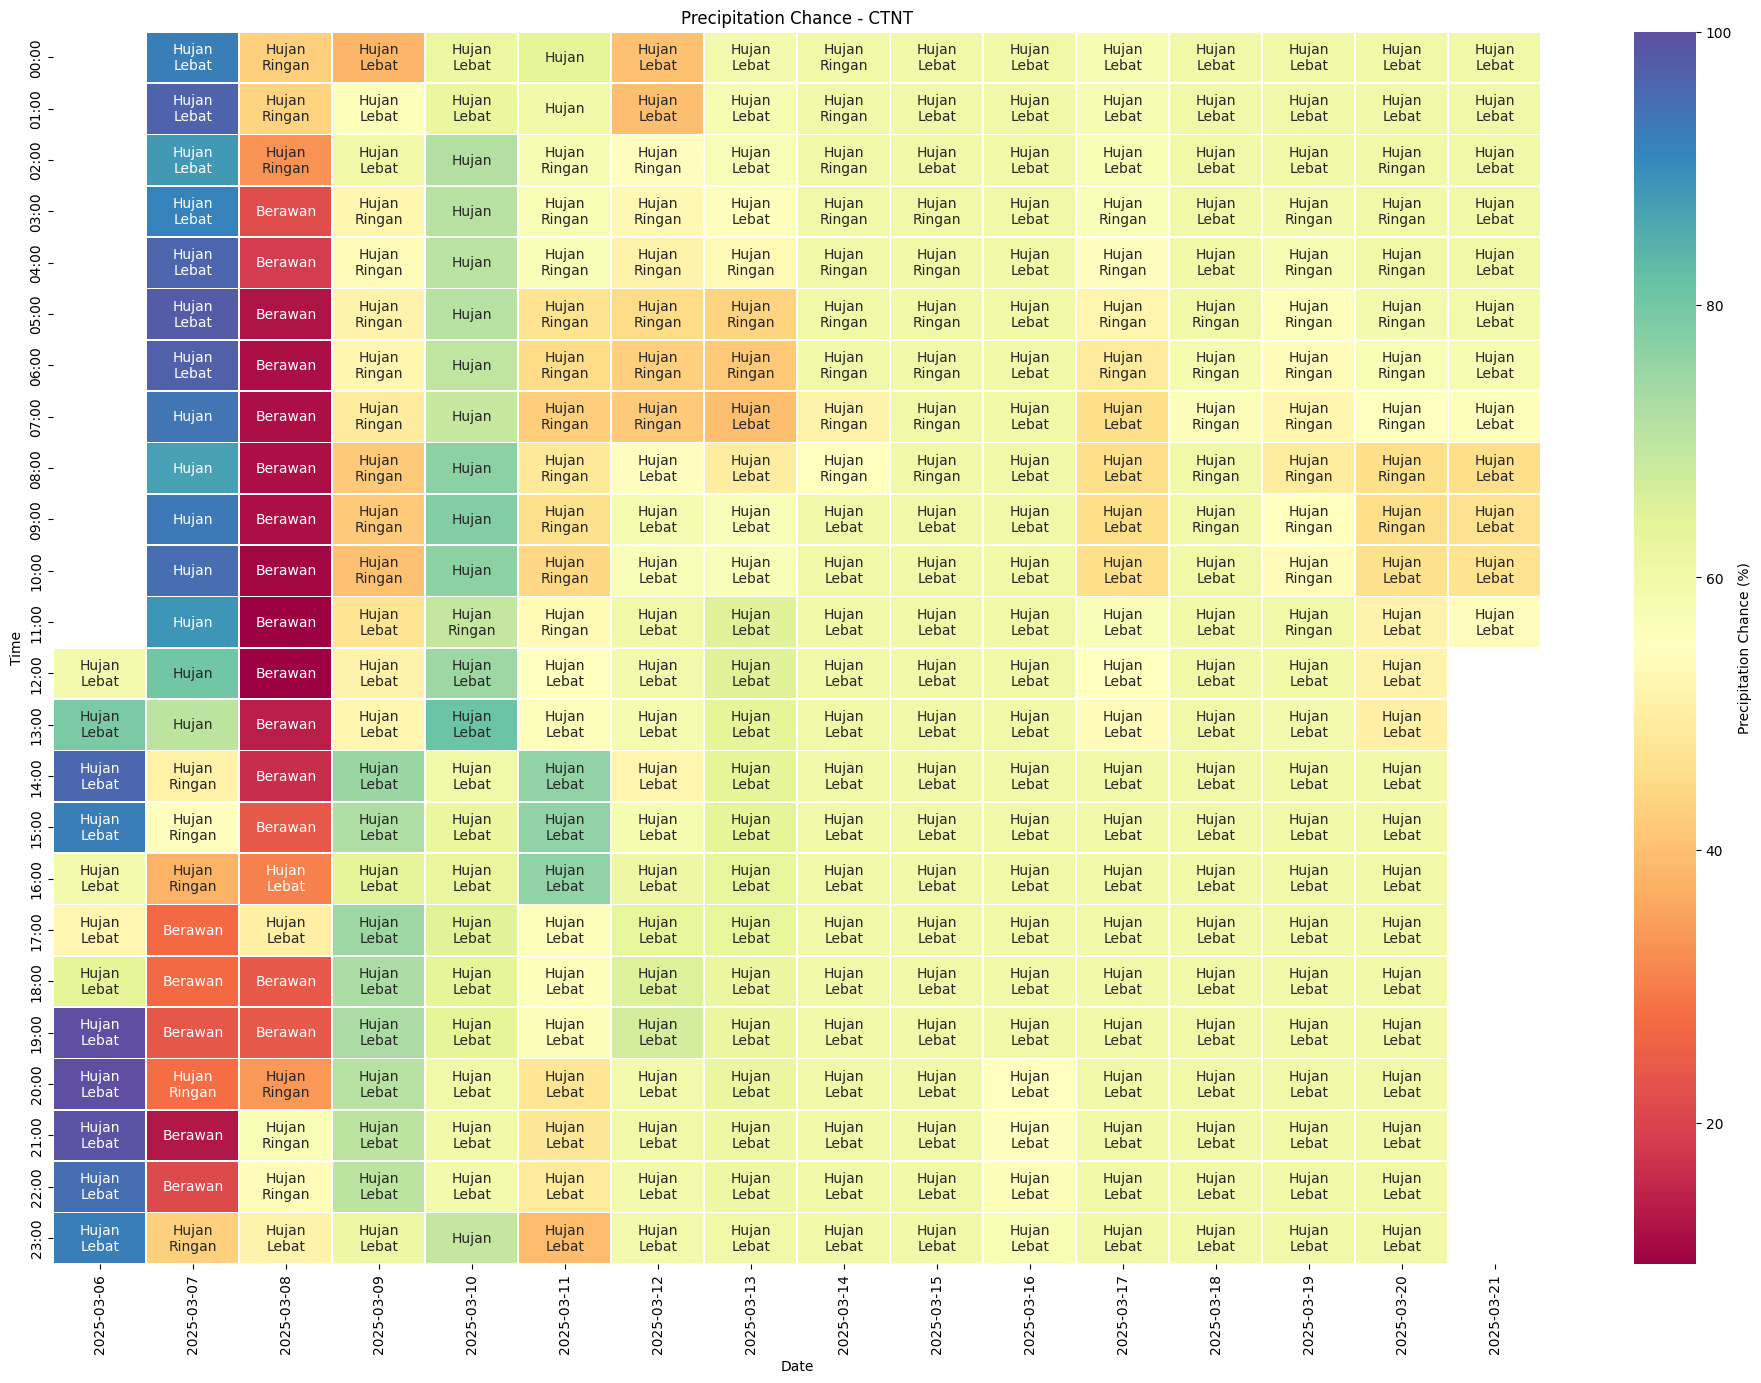 Precipitation Chance - CTNT
00:00 Hujan Lebat Hujan Ringan Hujan Lebat Hujan Lebat Hujan Hujan Lebat Hujan Lebat Hujan Ringan Hujan Lebat Hujan Lebat Hujan Lebat Hujan Lebat Hujan Lebat Hujan Lebat Hujan Lebat
01:00 Hujan Lebat Hujan Ringan Hujan Lebat Hujan Lebat Hujan Hujan Lebat Hujan Lebat Hujan Ringan Hujan Lebat Hujan Lebat Hujan Lebat Hujan Lebat Hujan Lebat Hujan Lebat Hujan Lebat
02:00 Hujan Lebat Hujan Ringan Hujan Lebat Hujan Hujan Ringan Hujan Ringan Hujan Lebat Hujan Ringan Hujan Lebat Hujan Lebat Hujan Lebat Hujan Lebat Hujan Lebat Hujan Ringan Hujan Lebat
03:00 Hujan Lebat Berawan Hujan Ringan Hujan Hujan Ringan Hujan Ringan Hujan Lebat Hujan Ringan Hujan Ringan Hujan Lebat Hujan Ringan Hujan Lebat Hujan Ringan Hujan Ringan Hujan Lebat
04:00 Hujan Lebat Berawan Hujan Ringan Hujan Hujan Ringan Hujan Ringan Hujan Ringan Hujan Ringan Hujan Ringan Hujan Lebat Hujan Ringan Hujan Lebat Hujan Ringan Hujan Ringan Hujan Lebat
05:00 Hujan Lebat Berawan Hujan Ringan Hujan Hujan Ringan Hujan Ringan Hujan Ringan Hujan Ringan Hujan Ringan Hujan Lebat Hujan Ringan Hujan Ringan Hujan Ringan Hujan Ringan Hujan Lebat
06:00 Hujan Lebat Berawan Hujan Ringan Hujan Hujan Ringan Hujan Ringan Hujan Ringan Hujan Ringan Hujan Ringan Hujan Lebat Hujan Ringan Hujan Ringan Hujan Ringan Hujan Ringan Hujan Lebat
07:00 Hujan Berawan Hujan Ringan Hujan Hujan Ringan Hujan Ringan Hujan Lebat Hujan Ringan Hujan Ringan Hujan Lebat Hujan Lebat Hujan Ringan Hujan Ringan Hujan Ringan Hujan Lebat
08:00 Hujan Berawan Hujan Ringan Hujan Hujan Ringan Hujan Lebat Hujan Lebat Hujan Ringan Hujan Ringan Hujan Lebat Hujan Lebat Hujan Ringan Hujan Ringan Hujan Ringan Hujan Lebat
09:00 Hujan Berawan Hujan Ringan Hujan Hujan Ringan Hujan Lebat Hujan Lebat Hujan Lebat Hujan Lebat Hujan Lebat Hujan Lebat Hujan Ringan Hujan Ringan Hujan Ringan Hujan Lebat
10:00 Hujan Berawan Hujan Ringan Hujan Hujan Ringan Hujan Lebat Hujan Lebat Hujan Lebat Hujan Lebat Hujan Lebat Hujan Lebat Hujan Lebat Hujan Ringan Hujan Lebat Hujan Lebat
11:00 Hujan Berawan Hujan Lebat Hujan Ringan Hujan Ringan Hujan Lebat Hujan Lebat Hujan Lebat Hujan Lebat Hujan Lebat Hujan Lebat Hujan Lebat Hujan Ringan Hujan Lebat Hujan Lebat
12:00 Hujan Lebat Hujan Berawan Hujan Lebat Hujan Lebat Hujan Lebat Hujan Lebat Hujan Lebat Hujan Lebat Hujan Lebat Hujan Lebat Hujan Lebat Hujan Lebat Hujan Lebat Hujan Lebat
13:00 Hujan Lebat Hujan Berawan Hujan Lebat Hujan Lebat Hujan Lebat Hujan Lebat Hujan Lebat Hujan Lebat Hujan Lebat Hujan Lebat Hujan Lebat Hujan Lebat Hujan Lebat Hujan Lebat
14:00 Hujan Lebat Hujan Ringan Berawan Hujan Lebat Hujan Lebat Hujan Lebat Hujan Lebat Hujan Lebat Hujan Lebat Hujan Lebat Hujan Lebat Hujan Lebat Hujan Lebat Hujan Lebat Hujan Lebat
15:00 Hujan Lebat Hujan Ringan Berawan Hujan Lebat Hujan Lebat Hujan Lebat Hujan Lebat Hujan Lebat Hujan Lebat Hujan Lebat Hujan Lebat Hujan Lebat Hujan Lebat Hujan Lebat Hujan Lebat
16:00 Hujan Lebat Hujan Ringan Hujan Lebat Hujan Lebat Hujan Lebat Hujan Lebat Hujan Lebat Hujan Lebat Hujan Lebat Hujan Lebat Hujan Lebat Hujan Lebat Hujan Lebat Hujan Lebat Hujan Lebat
17:00 Hujan Lebat Berawan Hujan Lebat Hujan Lebat Hujan Lebat Hujan Lebat Hujan Lebat Hujan Lebat Hujan Lebat Hujan Lebat Hujan Lebat Hujan Lebat Hujan Lebat Hujan Lebat Hujan Lebat
18:00 Hujan Lebat Berawan Berawan Hujan Lebat Hujan Lebat Hujan Lebat Hujan Lebat Hujan Lebat Hujan Lebat Hujan Lebat Hujan Lebat Hujan Lebat Hujan Lebat Hujan Lebat Hujan Lebat
19:00 Hujan Lebat Berawan Berawan Hujan Lebat Hujan Lebat Hujan Lebat Hujan Lebat Hujan Lebat Hujan Lebat Hujan Lebat Hujan Lebat Hujan Lebat Hujan Lebat Hujan Lebat Hujan Lebat
20:00 Hujan Lebat Hujan Ringan Hujan Ringan Hujan Lebat Hujan Lebat Hujan Lebat Hujan Lebat Hujan Lebat Hujan Lebat Hujan Lebat Hujan Lebat Hujan Lebat Hujan Lebat Hujan Lebat Hujan Lebat
21:00 Hujan Lebat Berawan Hujan Ringan Hujan Lebat Hujan Lebat Hujan Lebat Hujan Lebat Hujan Lebat Hujan Lebat Hujan Lebat Hujan Lebat Hujan Lebat Hujan Lebat Hujan Lebat Hujan Lebat
22:00 Hujan Lebat Berawan Hujan Ringan Hujan Lebat Hujan Lebat Hujan Lebat Hujan Lebat Hujan Lebat Hujan Lebat Hujan Lebat Hujan Lebat Hujan Lebat Hujan Lebat Hujan Lebat Hujan Lebat
23:00 Hujan Lebat Hujan Ringan Hujan Lebat Hujan Lebat Hujan Hujan Lebat Hujan Lebat Hujan Lebat Hujan Lebat Hujan Lebat Hujan Lebat Hujan Lebat Hujan Lebat Hujan Lebat Hujan Lebat
Time
2025-03-06 2025-03-07 2025-03-08 2025-03-09 2025-03-10 2025-03-11 2025-03-12 2025-03-13 2025-03-14 2025-03-15 2025-03-16 2025-03-17 2025-03-18 2025-03-19 2025-03-20 2025-03-21
Date
100
80
60
40
20
Precipitation Chance (%)